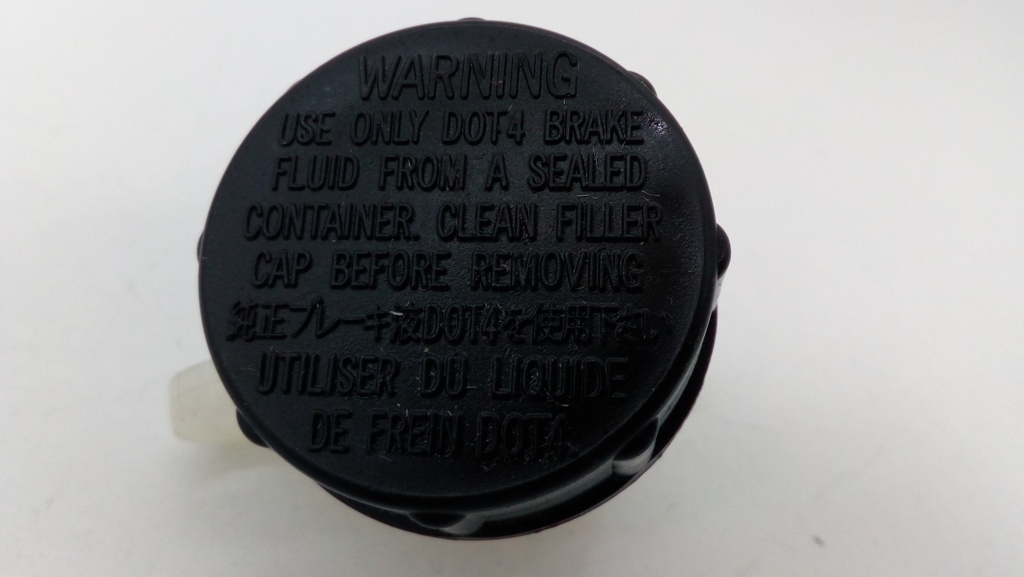 WARNING
USE ONLY DOT4 BRAKE
FLUID FROM A SEALED
CONTAINER. CLEAN FILLER
CAP BEFORE REMOVING
純正ブレーキ液DOT4を使用下さい
UTILISER DU LIQUIDE
DE FREIN DOT4.